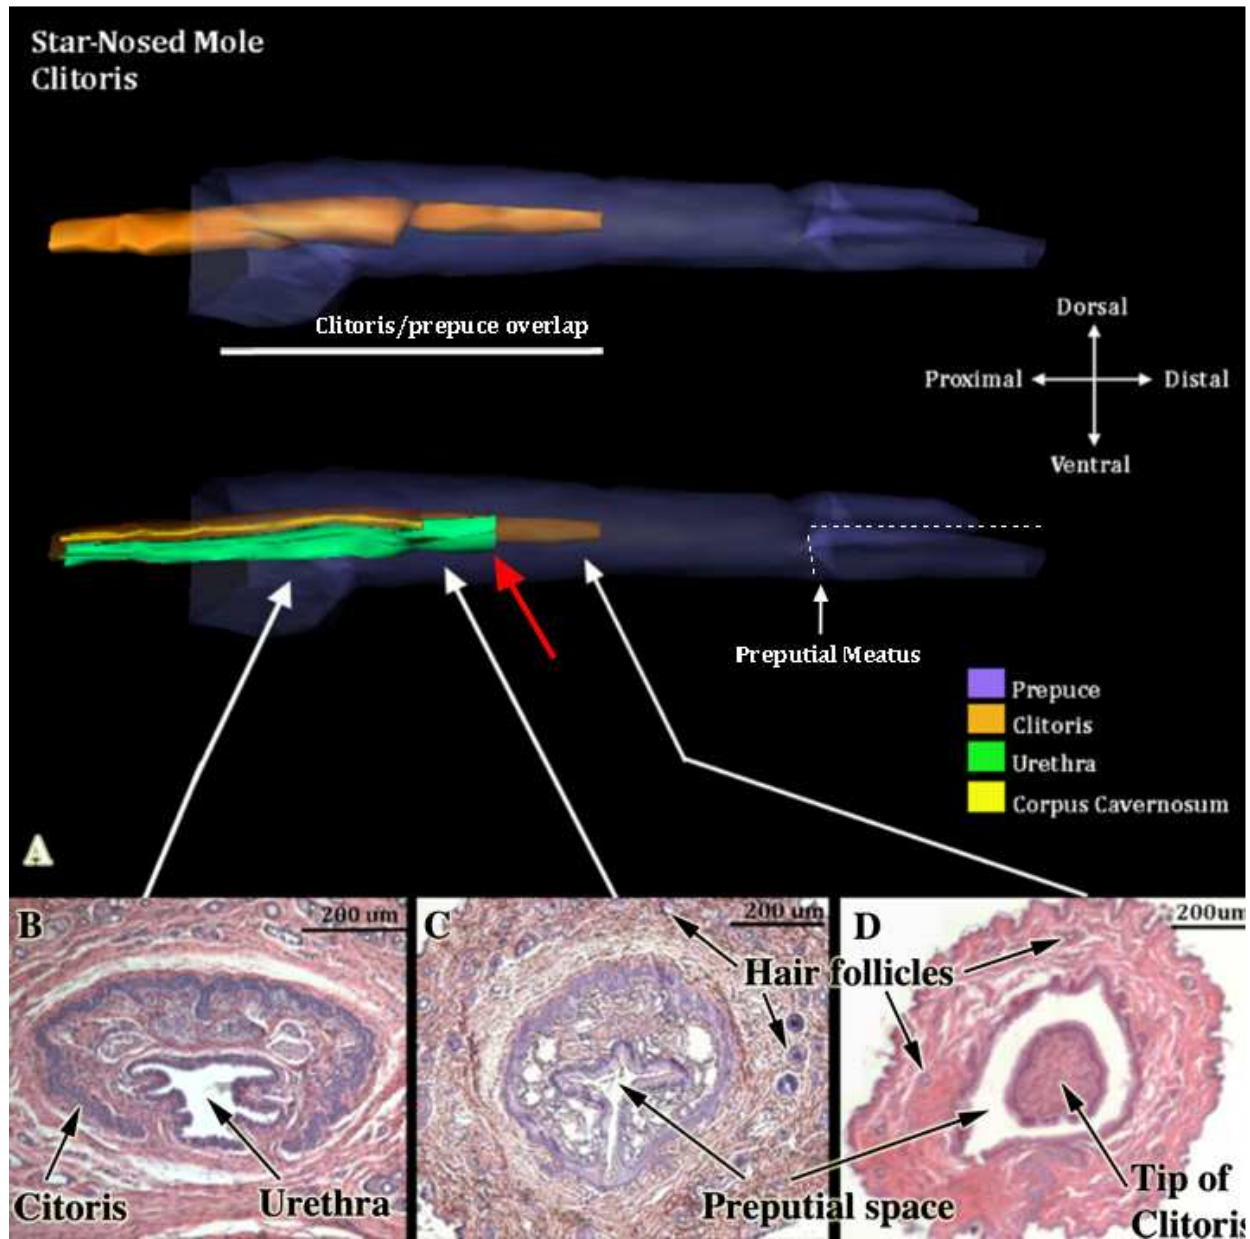 Star-Nosed Mole
Clitoris
Clitoris/prepuce overlap
Dorsal
Proximal
Distal
Ventral
Preputial Meatus
Prepuce
Clitoris
Urethra
Corpus Cavernosum
A
B
200 um
C
200 um
D
200um
Hair follicles
Citoris
Urethra
Preputial space
Tip of
Clitoris